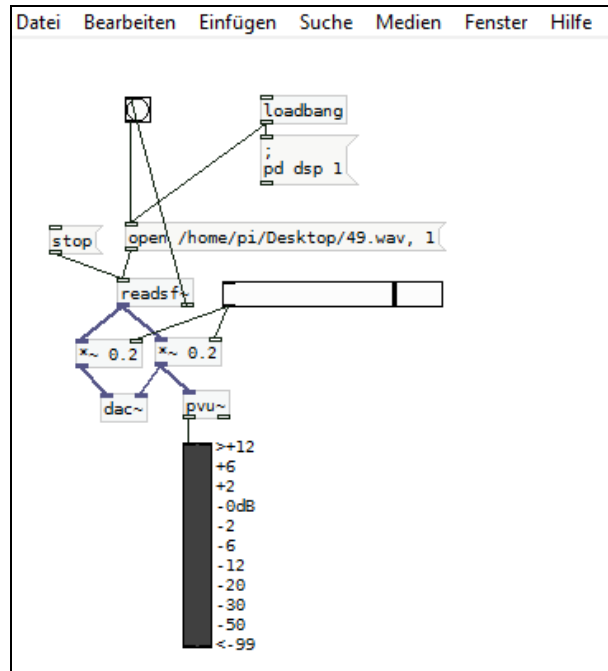 Datei Bearbeiten Einfügen Suche Medien Fenster Hilfe
loadbang
;
pd dsp 1
stop
open /home/pi/Desktop/49.wav, 1
readsf~
*~ 0.2
*~ 0.2
dac~
pvu~
>+12
+6
+2
-0dB
-2
-6
-12
-20
-30
-50
<-99